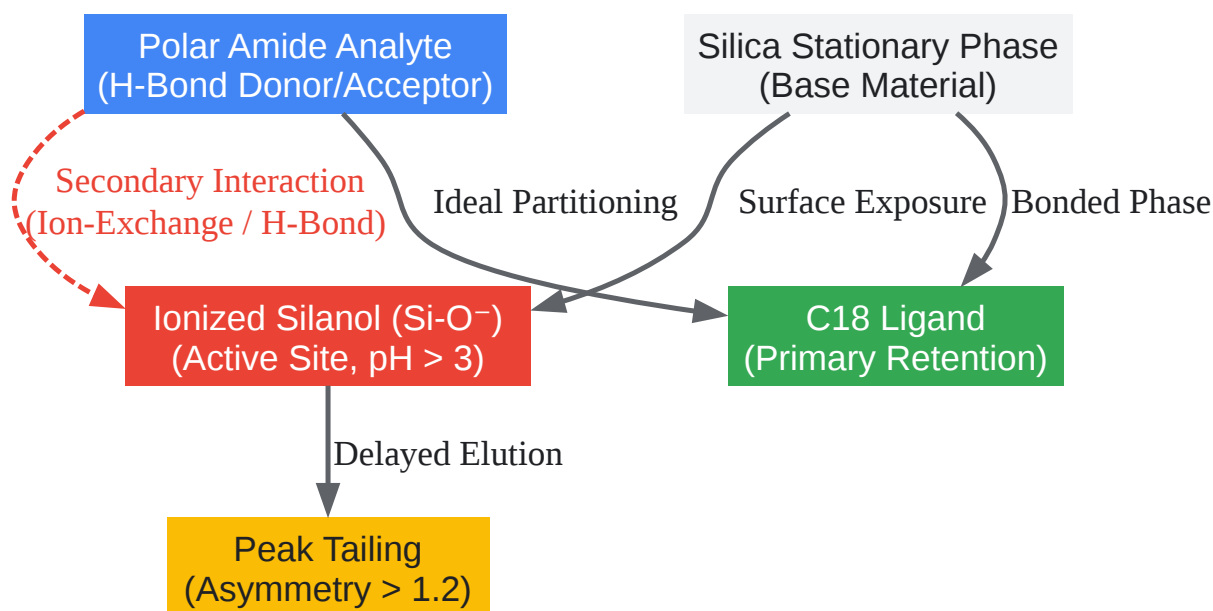 Polar Amide Analyte
(H-Bond Donor/Acceptor)
Silica Stationary Phase
(Base Material)
Secondary Interaction
(Ion-Exchange / H-Bond)
Ideal Partitioning
Surface Exposure
Bonded Phase
Ionized Silanol (Si-O⁻)
(Active Site, pH > 3)
C18 Ligand
(Primary Retention)
Delayed Elution
Peak Tailing
(Asymmetry > 1.2)